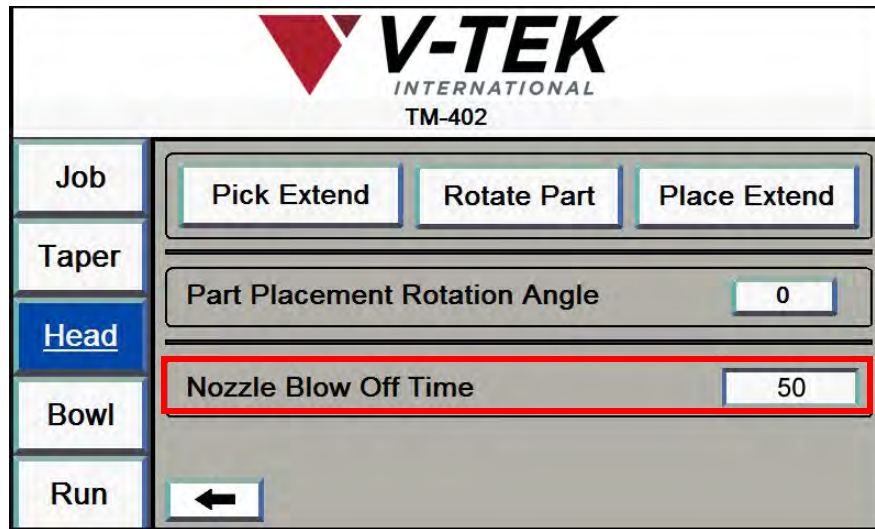 V-TEK
INTERNATIONAL
TM-402
Job
Pick Extend
Rotate Part
Place Extend
Taper
Part Placement Rotation Angle
0
Head
Nozzle Blow Off Time
50
Bowl
Run